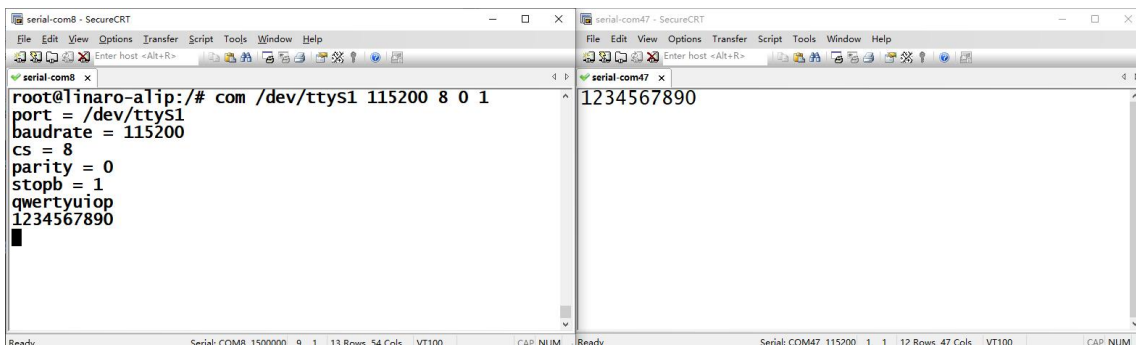 serial-com8 - SecureCRT
File Edit View Options Transfer Script Tools Window Help
Enter host <Alt+R>
serial-com8 x
root@linaro-alip:/# com /dev/ttyS1 115200 8 0 1
port = /dev/ttyS1
baudrate = 115200
cs = 8
parity = 0
stopb = 1
qwertyuiop
1234567890
Ready Serial: COM8, 1500000 9, 1 13 Rows, 54 Cols VT100 CAP NUM
serial-com47 - SecureCRT
File Edit View Options Transfer Script Tools Window Help
Enter host <Alt+R>
serial-com47 x
1234567890
Ready Serial: COM47, 115200 1, 1 12 Rows, 47 Cols VT100 CAP NUM